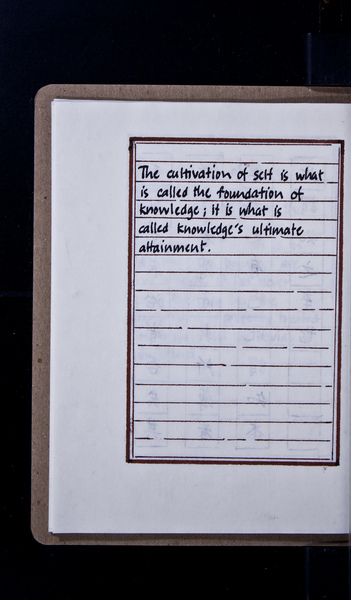 The cultivation of self is what
is called the foundation of
knowledge; it is what is
called knowledge's ultimate
attainment.